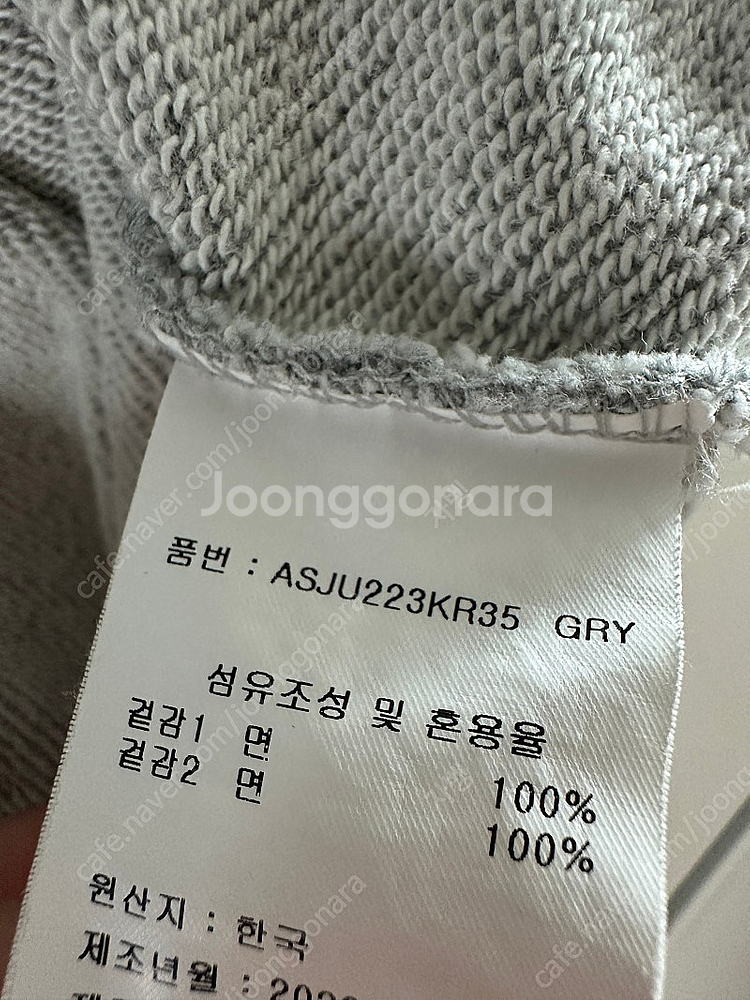 Joonggonara
품번 : ASJU223KR35 GRY
섬유조성 및 혼용율
겉감1 면 100%
겉감2 면 100%
원산지 : 한국
제조년월 :